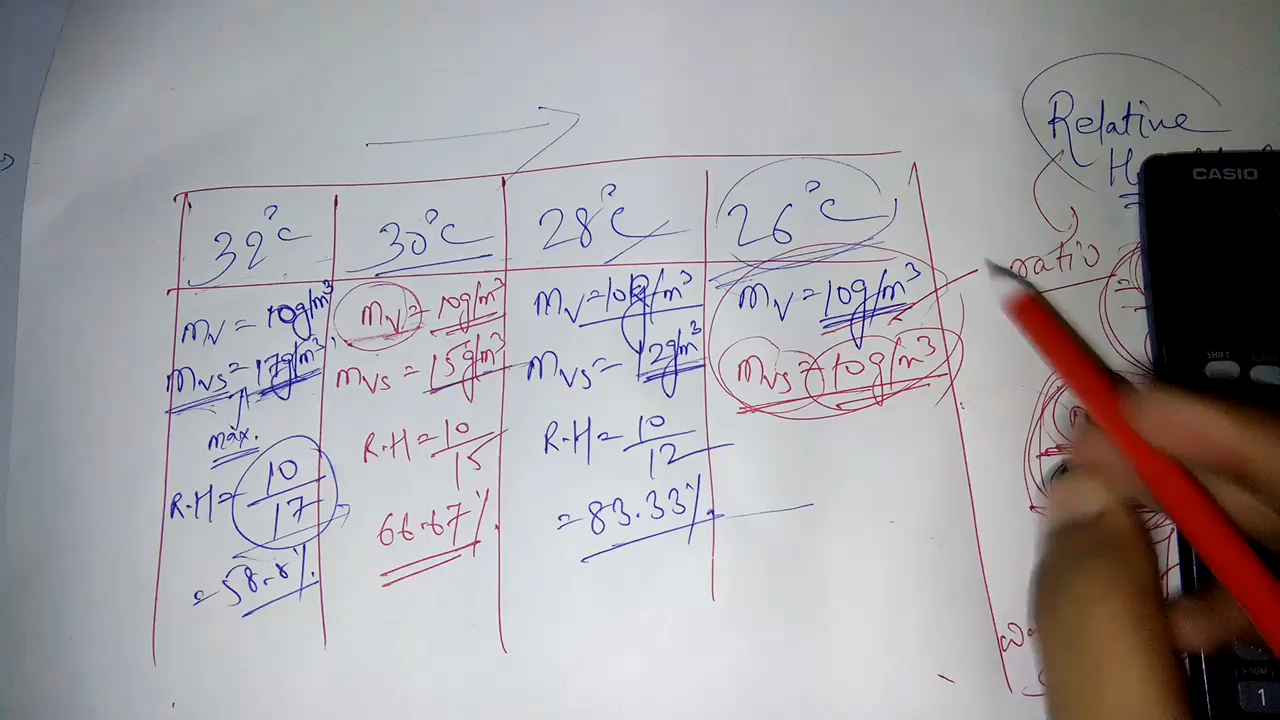 Relative
CASIO
32°C
mv = 10g/m³
mvs = 17g/m³
max.
R.H = 10/17
= 58.8%
30°C
mv = 10g/m³
mvs = 15g/m³
R.H = 10/15
66.67%
28°C
mv = 10g/m³
mvs = 12g/m³
R.H = 10/12
= 83.33%
26°C
mv = 10g/m³
mvs = 10g/m³
ratio
SHIFT
1